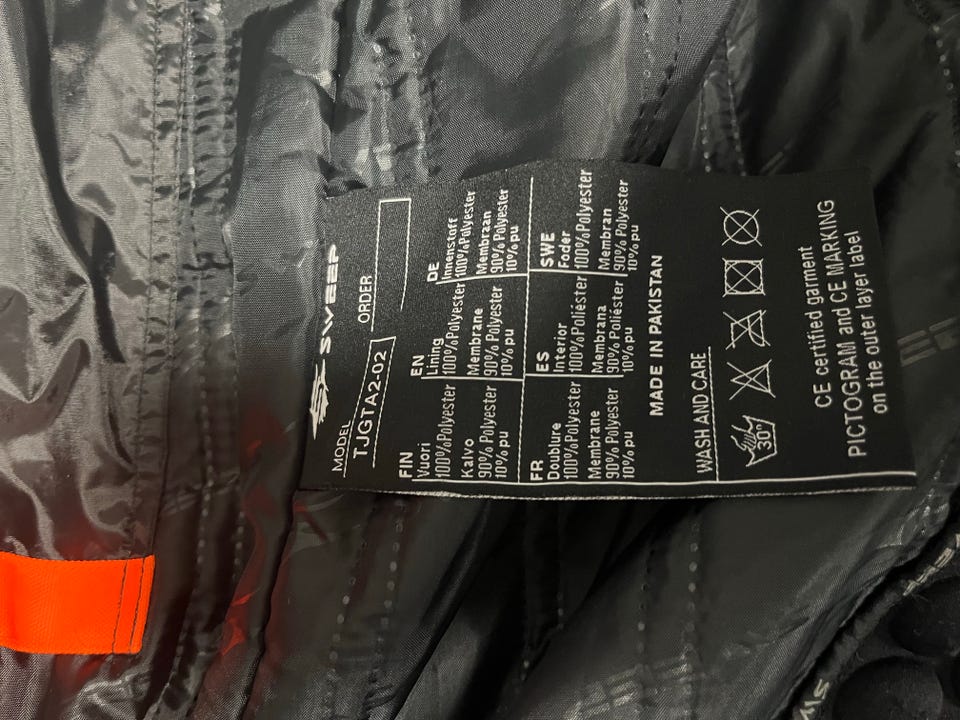 SWEEP
MODEL
TJGTA2-02
ORDER
FIN
Vuori
100%Polyester
Kalvo
90% Polyester
10% pu
EN
Lining
100%Polyester
Membrane
90% Polyester
10% pu
DE
Innenstoff
100%Polyester
Membraan
90% Polyester
10% pu
FR
Doublure
100%Polyester
Membrane
90% Polyester
10% pu
ES
Interior
100%Poliéster
Membrana
90% Poliéster
10% pu
SWE
Foder
100%Polyester
Membran
90% Polyester
10% pu
MADE IN PAKISTAN
WASH AND CARE
30°
CE certified garment
PICTOGRAM and CE MARKING
on the outer layer label